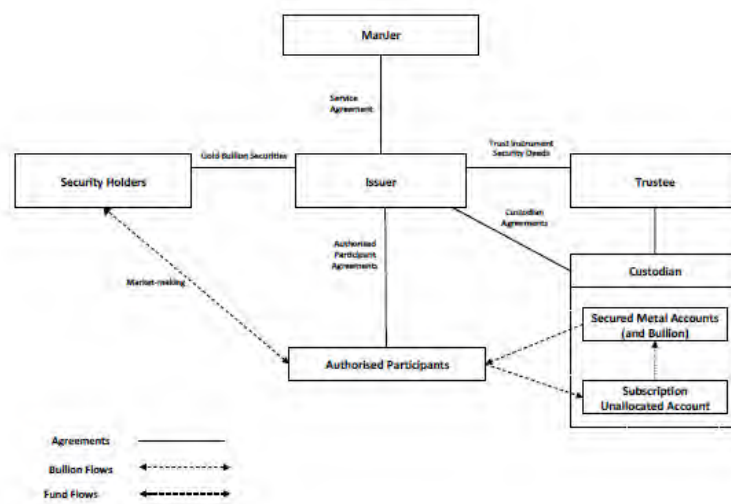 ManJer
Service
Agreement
Gold Bullion Securities
Trust Instrument
Security Deeds
Security Holders
Issuer
Trustee
Custodian
Agreements
Authorised
Participant
Agreements
Custodian
Market-making
Secured Metal Accounts
(and Bullion)
Authorised Participants
Subscription
Unallocated Account
Agreements
Bullion Flows
Fund Flows